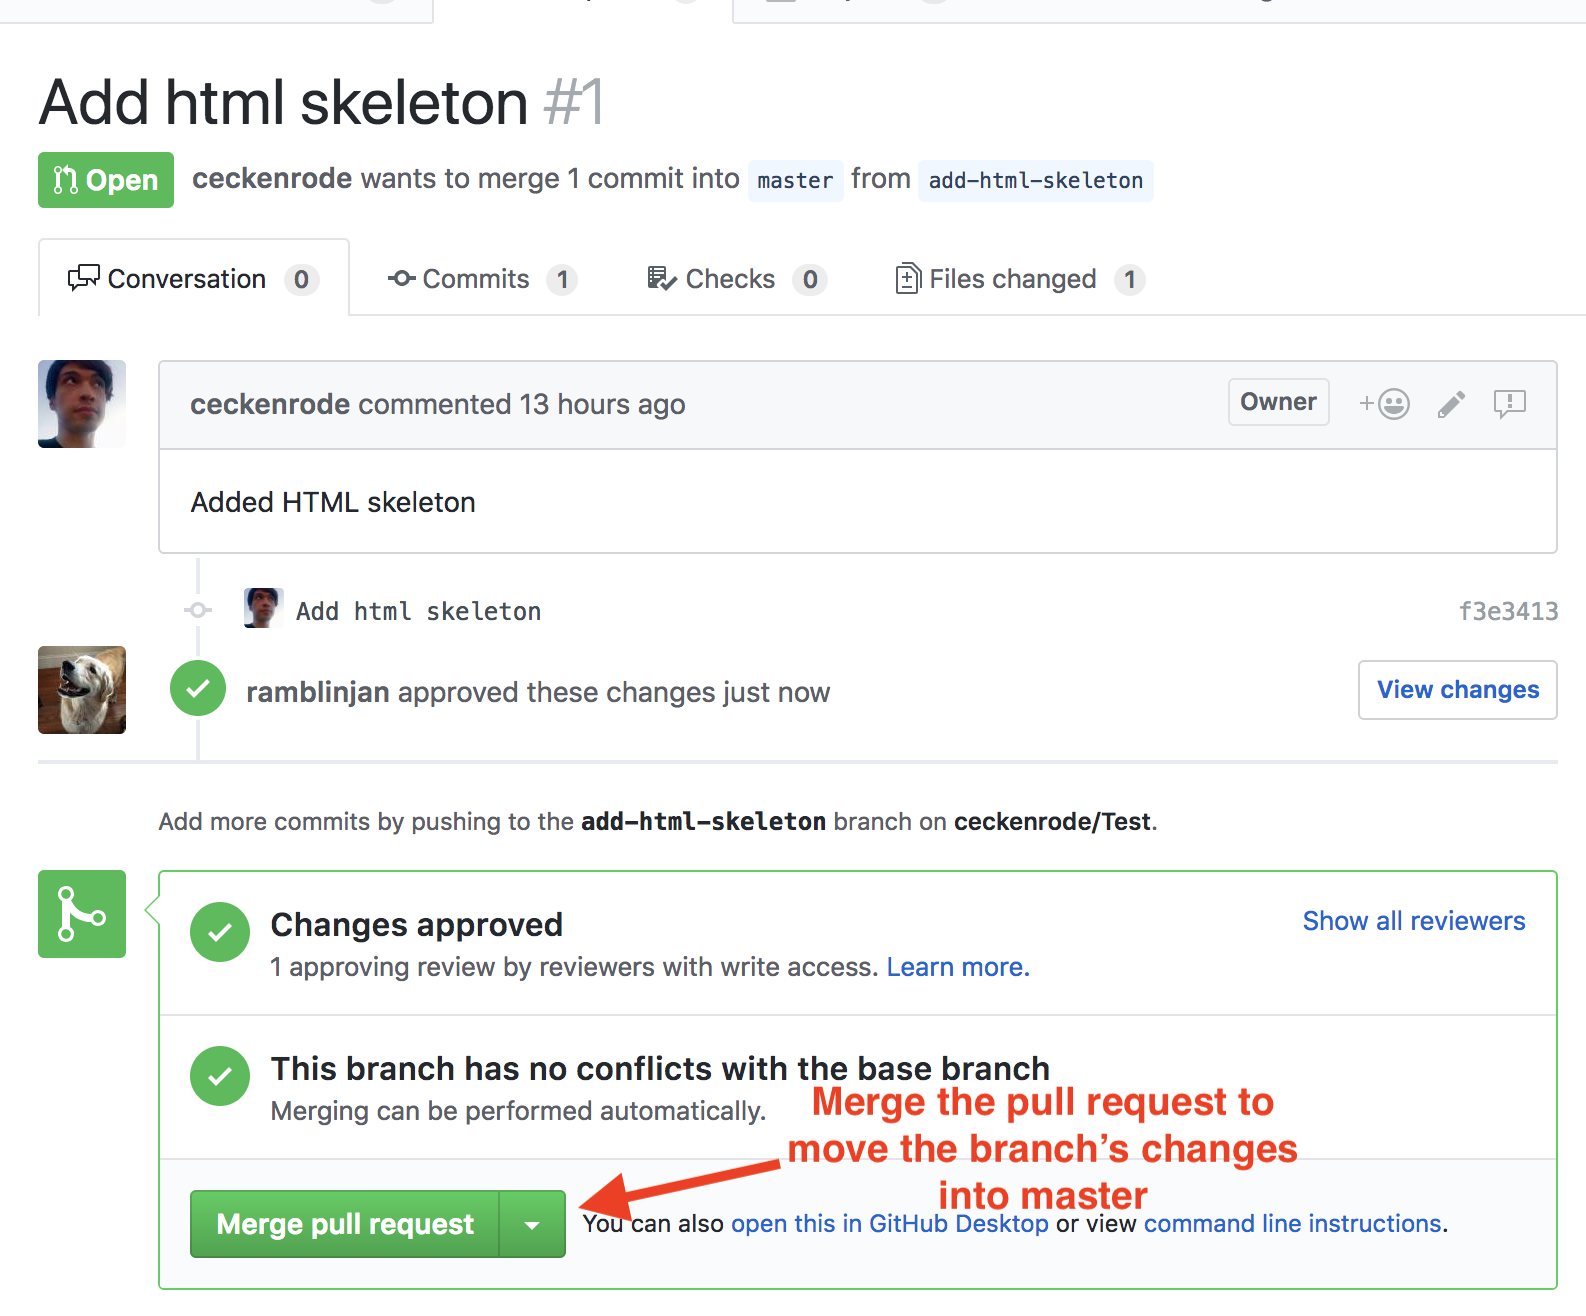 Add html skeleton #1
Open ceckenrode wants to merge 1 commit into master from add-html-skeleton
Conversation 0 Commits 1 Checks 0 Files changed 1
ceckenrode commented 13 hours ago Owner
Added HTML skeleton
Add html skeleton f3e3413
ramblinjan approved these changes just now View changes
Add more commits by pushing to the add-html-skeleton branch on ceckenrode/Test.
Changes approved Show all reviewers
1 approving review by reviewers with write access. Learn more.
This branch has no conflicts with the base branch
Merging can be performed automatically.
Merge the pull request to
move the branch’s changes
into master
Merge pull request You can also open this in GitHub Desktop or view command line instructions.